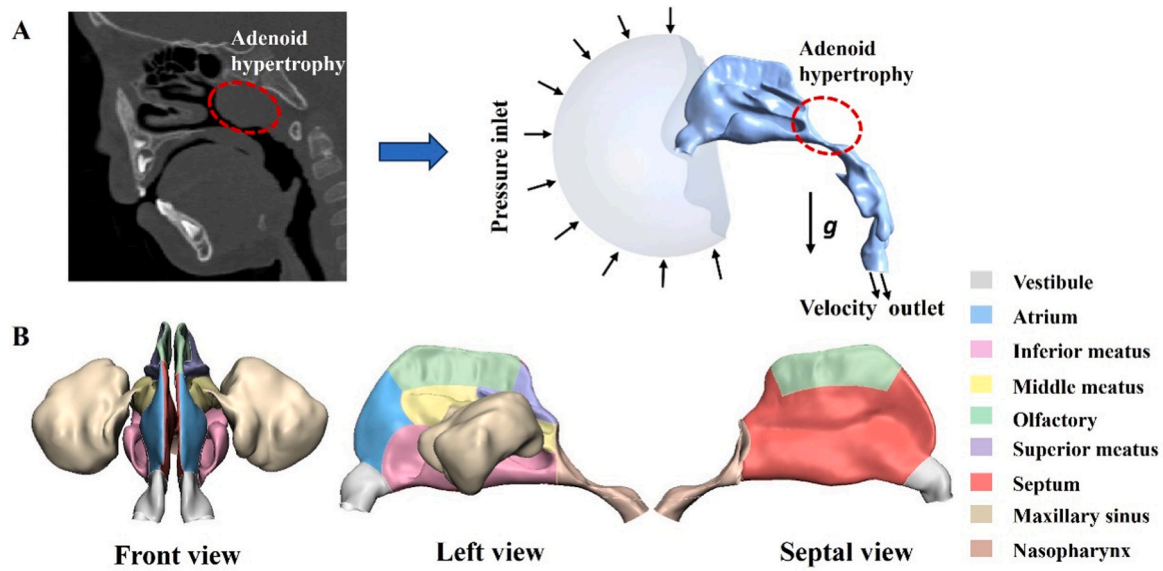 A
Adenoid
hypertrophy
Pressure inlet
Adenoid
hypertrophy
g
Velocity outlet
B
Front view
Left view
Septal view
Vestibule
Atrium
Inferior meatus
Middle meatus
Olfactory
Superior meatus
Septum
Maxillary sinus
Nasopharynx